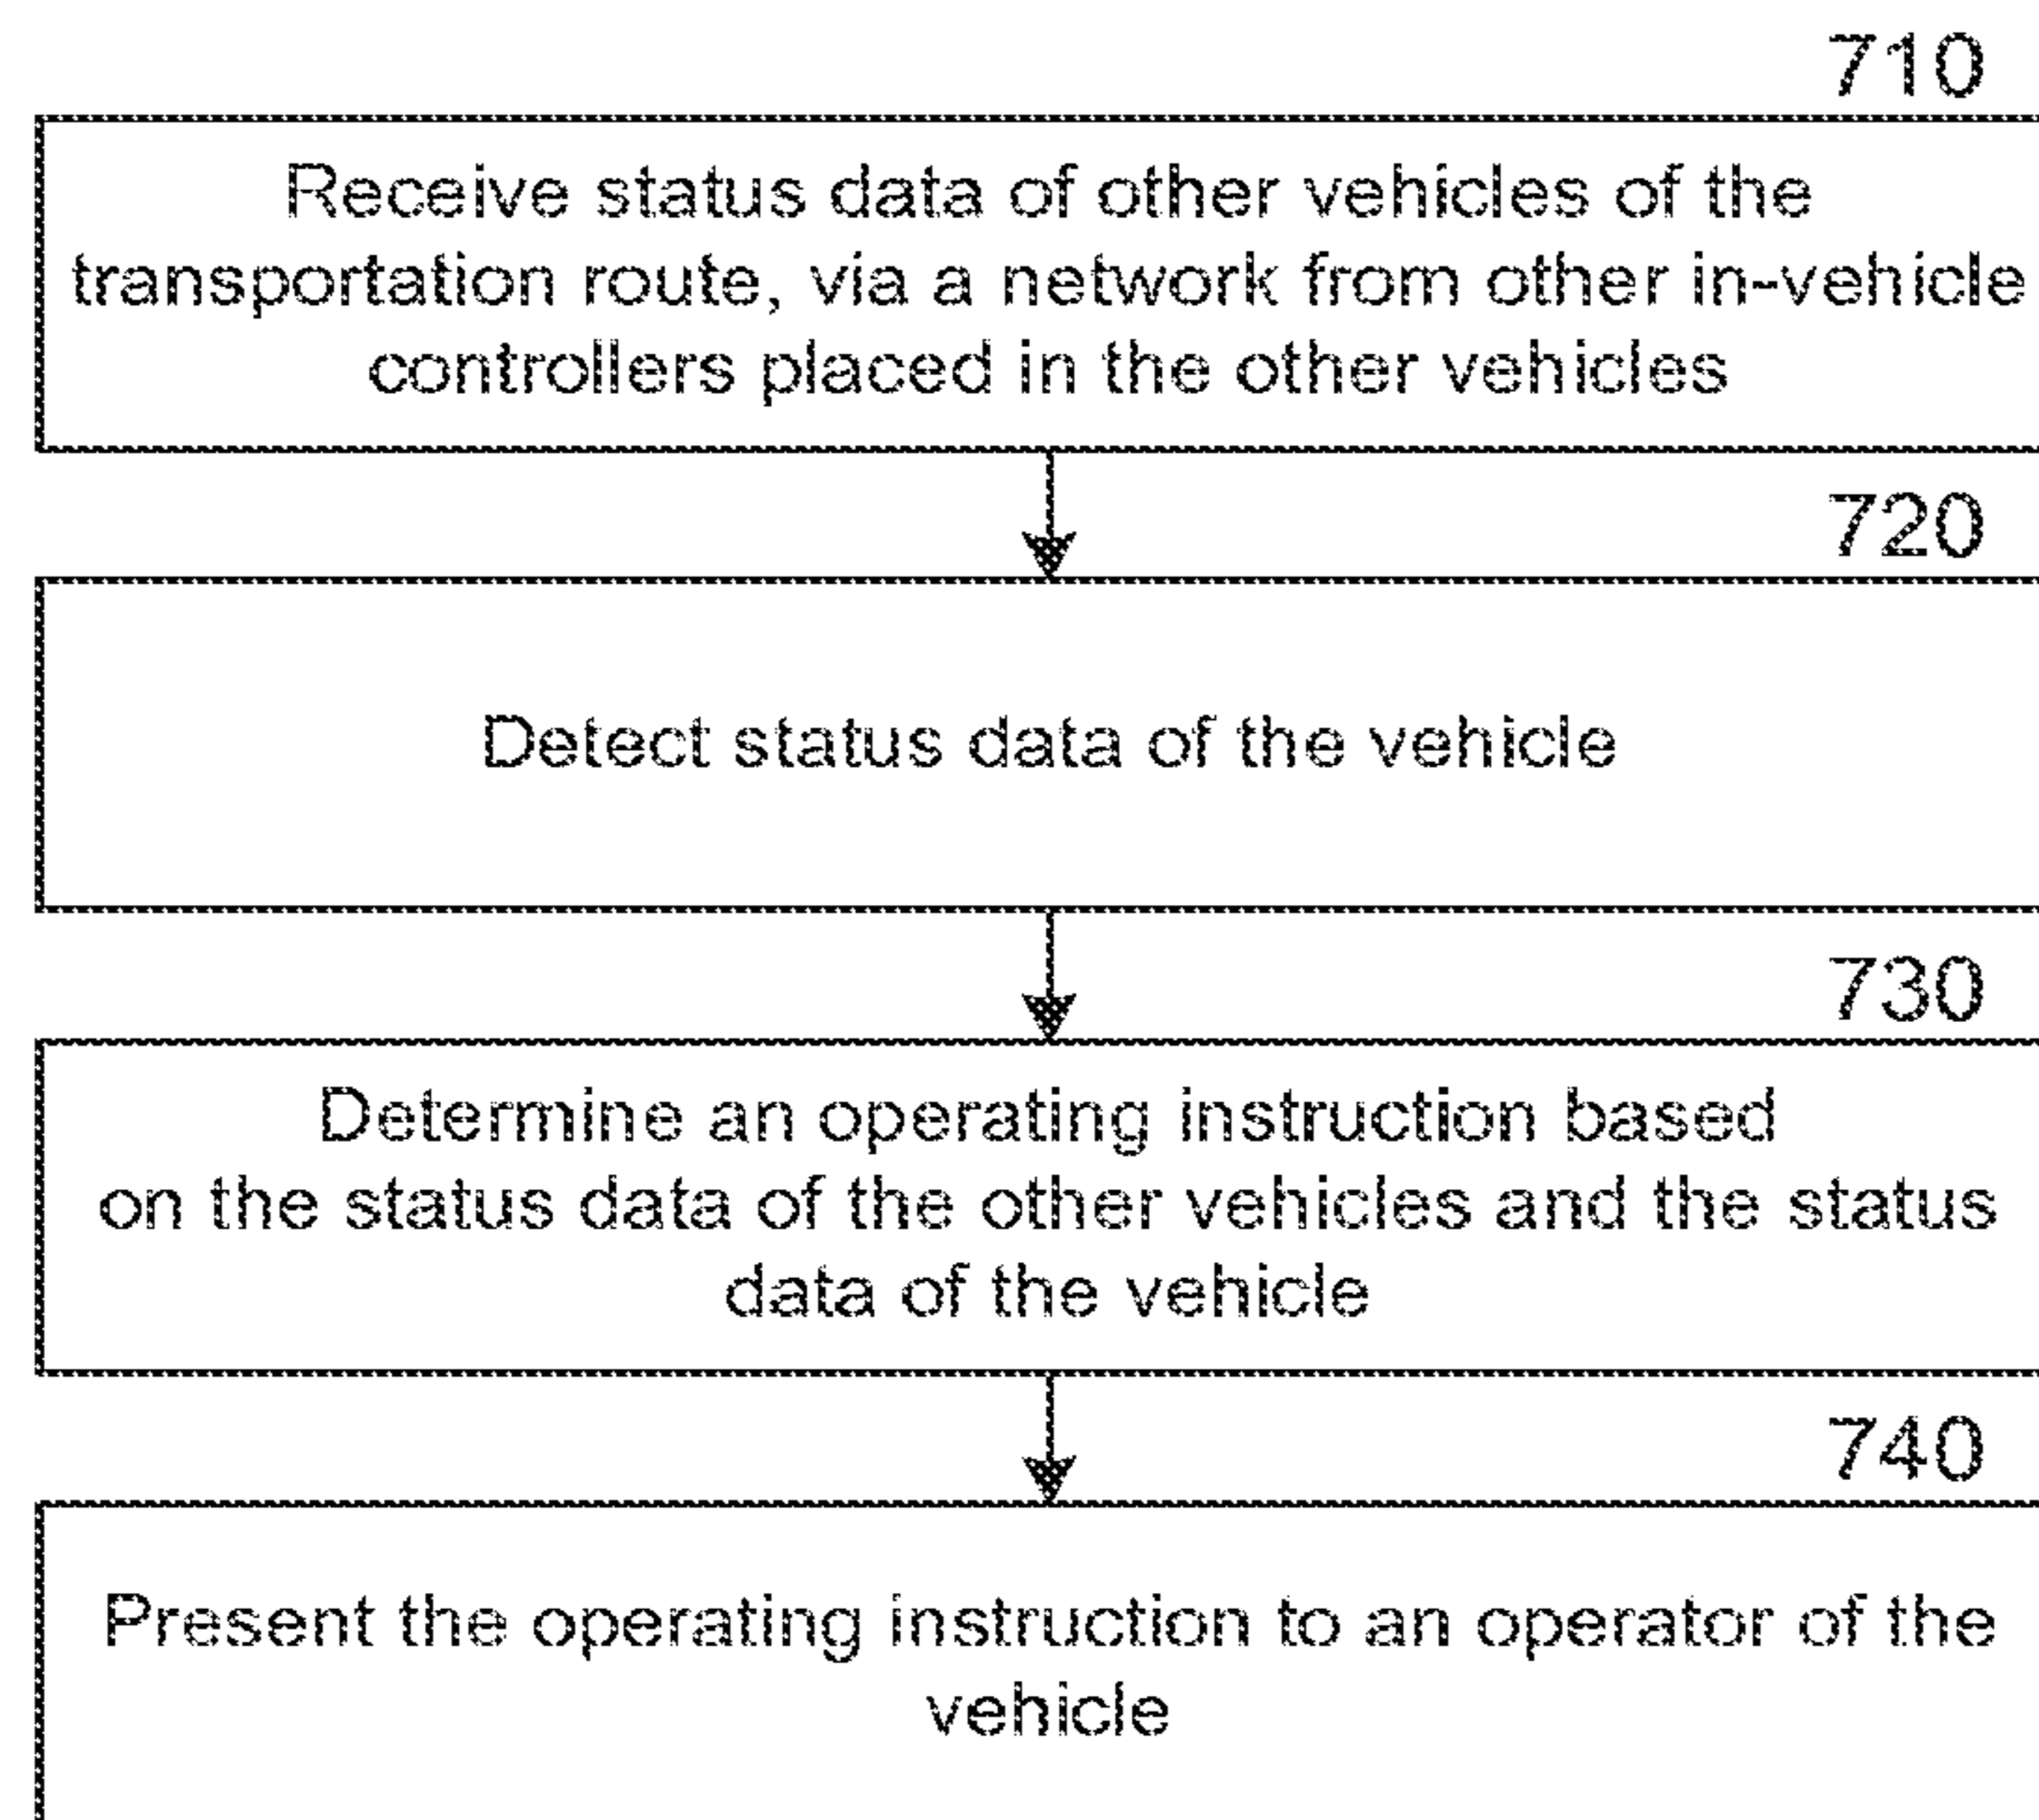 710
Receive status data of other vehicles of the
transportation route, via a network from other in-vehicle
controllers placed in the other vehicles
720
Detect status data of the vehicle
730
Determine an operating instruction based
on the status data of the other vehicles and the status
data of the vehicle
740
Present the operating instruction to an operator of the
vehicle